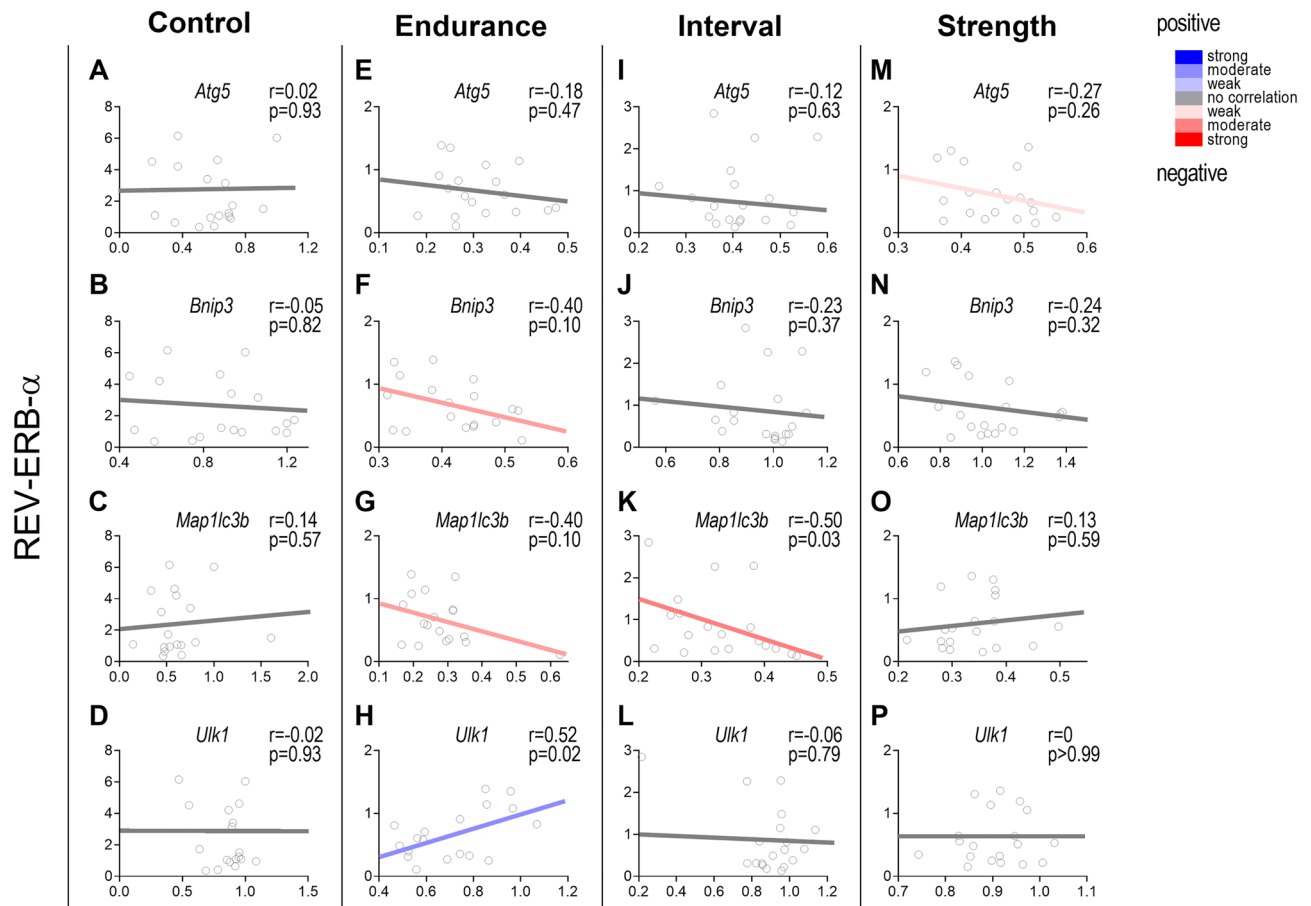 Control
Endurance
Interval
Strength
positive
strong
moderate
weak
no correlation
weak
moderate
strong
negative
REV-ERB-α
A
Atg5
r=0.02
p=0.93
8
6
4
2
0
0.0 0.3 0.6 0.9 1.2
E
Atg5
r=-0.18
p=0.47
2
1
0
0.1 0.2 0.3 0.4 0.5
I
Atg5
r=-0.12
p=0.63
3
2
1
0
0.2 0.3 0.4 0.5 0.6
M
Atg5
r=-0.27
p=0.26
2
1
0
0.3 0.4 0.5 0.6
B
Bnip3
r=-0.05
p=0.82
8
6
4
2
0
0.4 0.6 0.8 1.0 1.2
F
Bnip3
r=-0.40
p=0.10
2
1
0
0.3 0.4 0.5 0.6
J
Bnip3
r=-0.23
p=0.37
3
2
1
0
0.6 0.8 1.0 1.2
N
Bnip3
r=-0.24
p=0.32
2
1
0
0.6 0.8 1.0 1.2 1.4
C
Map1lc3b
r=0.14
p=0.57
8
6
4
2
0
0.0 0.5 1.0 1.5 2.0
G
Map1lc3b
r=-0.40
p=0.10
2
1
0
0.1 0.2 0.3 0.4 0.5 0.6
K
Map1lc3b
r=-0.50
p=0.03
3
2
1
0
0.2 0.3 0.4 0.5
O
Map1lc3b
r=0.13
p=0.59
2
1
0
0.2 0.3 0.4 0.5
D
Ulk1
r=-0.02
p=0.93
8
6
4
2
0
0.0 0.5 1.0 1.5
H
Ulk1
r=0.52
p=0.02
2
1
0
0.4 0.6 0.8 1.0 1.2
L
Ulk1
r=-0.06
p=0.79
3
2
1
0
0.2 0.4 0.6 0.8 1.0 1.2
P
Ulk1
r=0
p>0.99
2
1
0
0.7 0.8 0.9 1.0 1.1